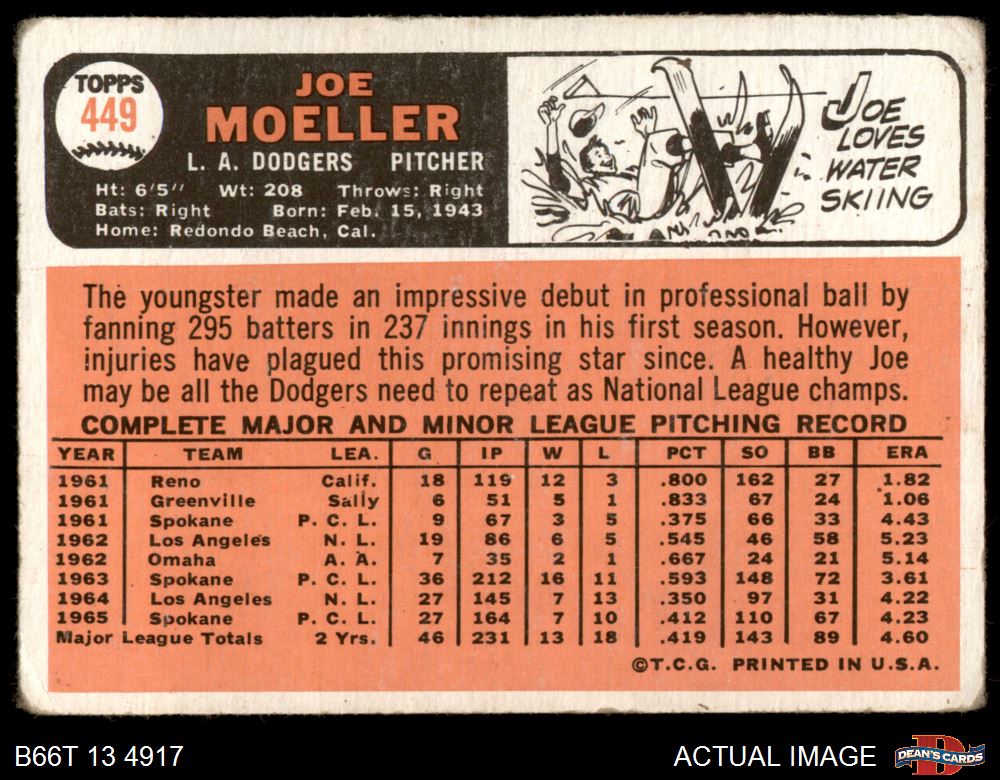 TOPPS
449
JOE
MOELLER
L. A. DODGERS PITCHER
Ht: 6'5" Wt: 208 Throws: Right
Bats: Right Born: Feb. 15, 1943
Home: Redondo Beach, Cal.
JOE
LOVES
WATER
SKIING
The youngster made an impressive debut in professional ball by
fanning 295 batters in 237 innings in his first season. However,
injuries have plagued this promising star since. A healthy Joe
may be all the Dodgers need to repeat as National League champs.
COMPLETE MAJOR AND MINOR LEAGUE PITCHING RECORD
YEAR TEAM LEA. G IP W L PCT SO BB ERA
1961 Reno Calif. 18 119 12 3 .800 162 27 1.82
1961 Greenville Sally 6 51 5 1 .833 67 24 1.06
1961 Spokane P. C. L. 9 67 3 5 .375 66 33 4.43
1962 Los Angeles N. L. 19 86 6 5 .545 46 58 5.23
1962 Omaha A. A. 7 35 2 1 .667 24 21 5.14
1963 Spokane P. C. L. 36 212 16 11 .593 148 72 3.61
1964 Los Angeles N. L. 27 145 7 13 .350 97 31 4.22
1965 Spokane P. C. L. 27 164 7 10 .412 110 67 4.23
Major League Totals 2 Yrs. 46 231 13 18 .419 143 89 4.60
©T.C.G. PRINTED IN U.S.A.
B66T 13 4917
ACTUAL IMAGE
DEAN'S CARDS